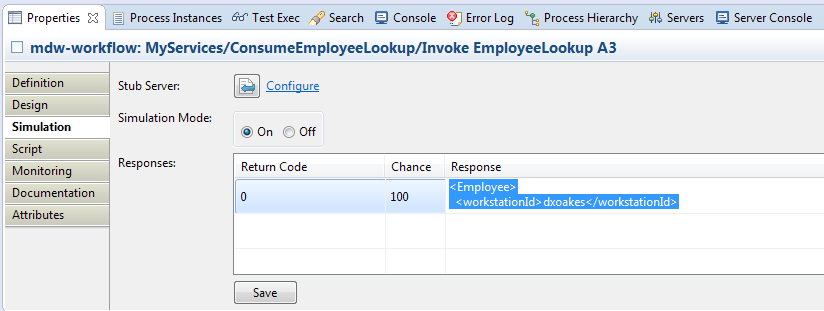 Properties Process Instances Test Exec Search Console Error Log Process Hierarchy Servers Server Console
mdw-workflow: MyServices/ConsumeEmployeeLookup/Invoke EmployeeLookup A3
Definition
Design
Simulation
Script
Monitoring
Documentation
Attributes
Stub Server: Configure
Simulation Mode: On Off
Responses:
Return Code Chance Response
0 100 <Employee>
<workstationId>dxoakes</workstationId>
Save